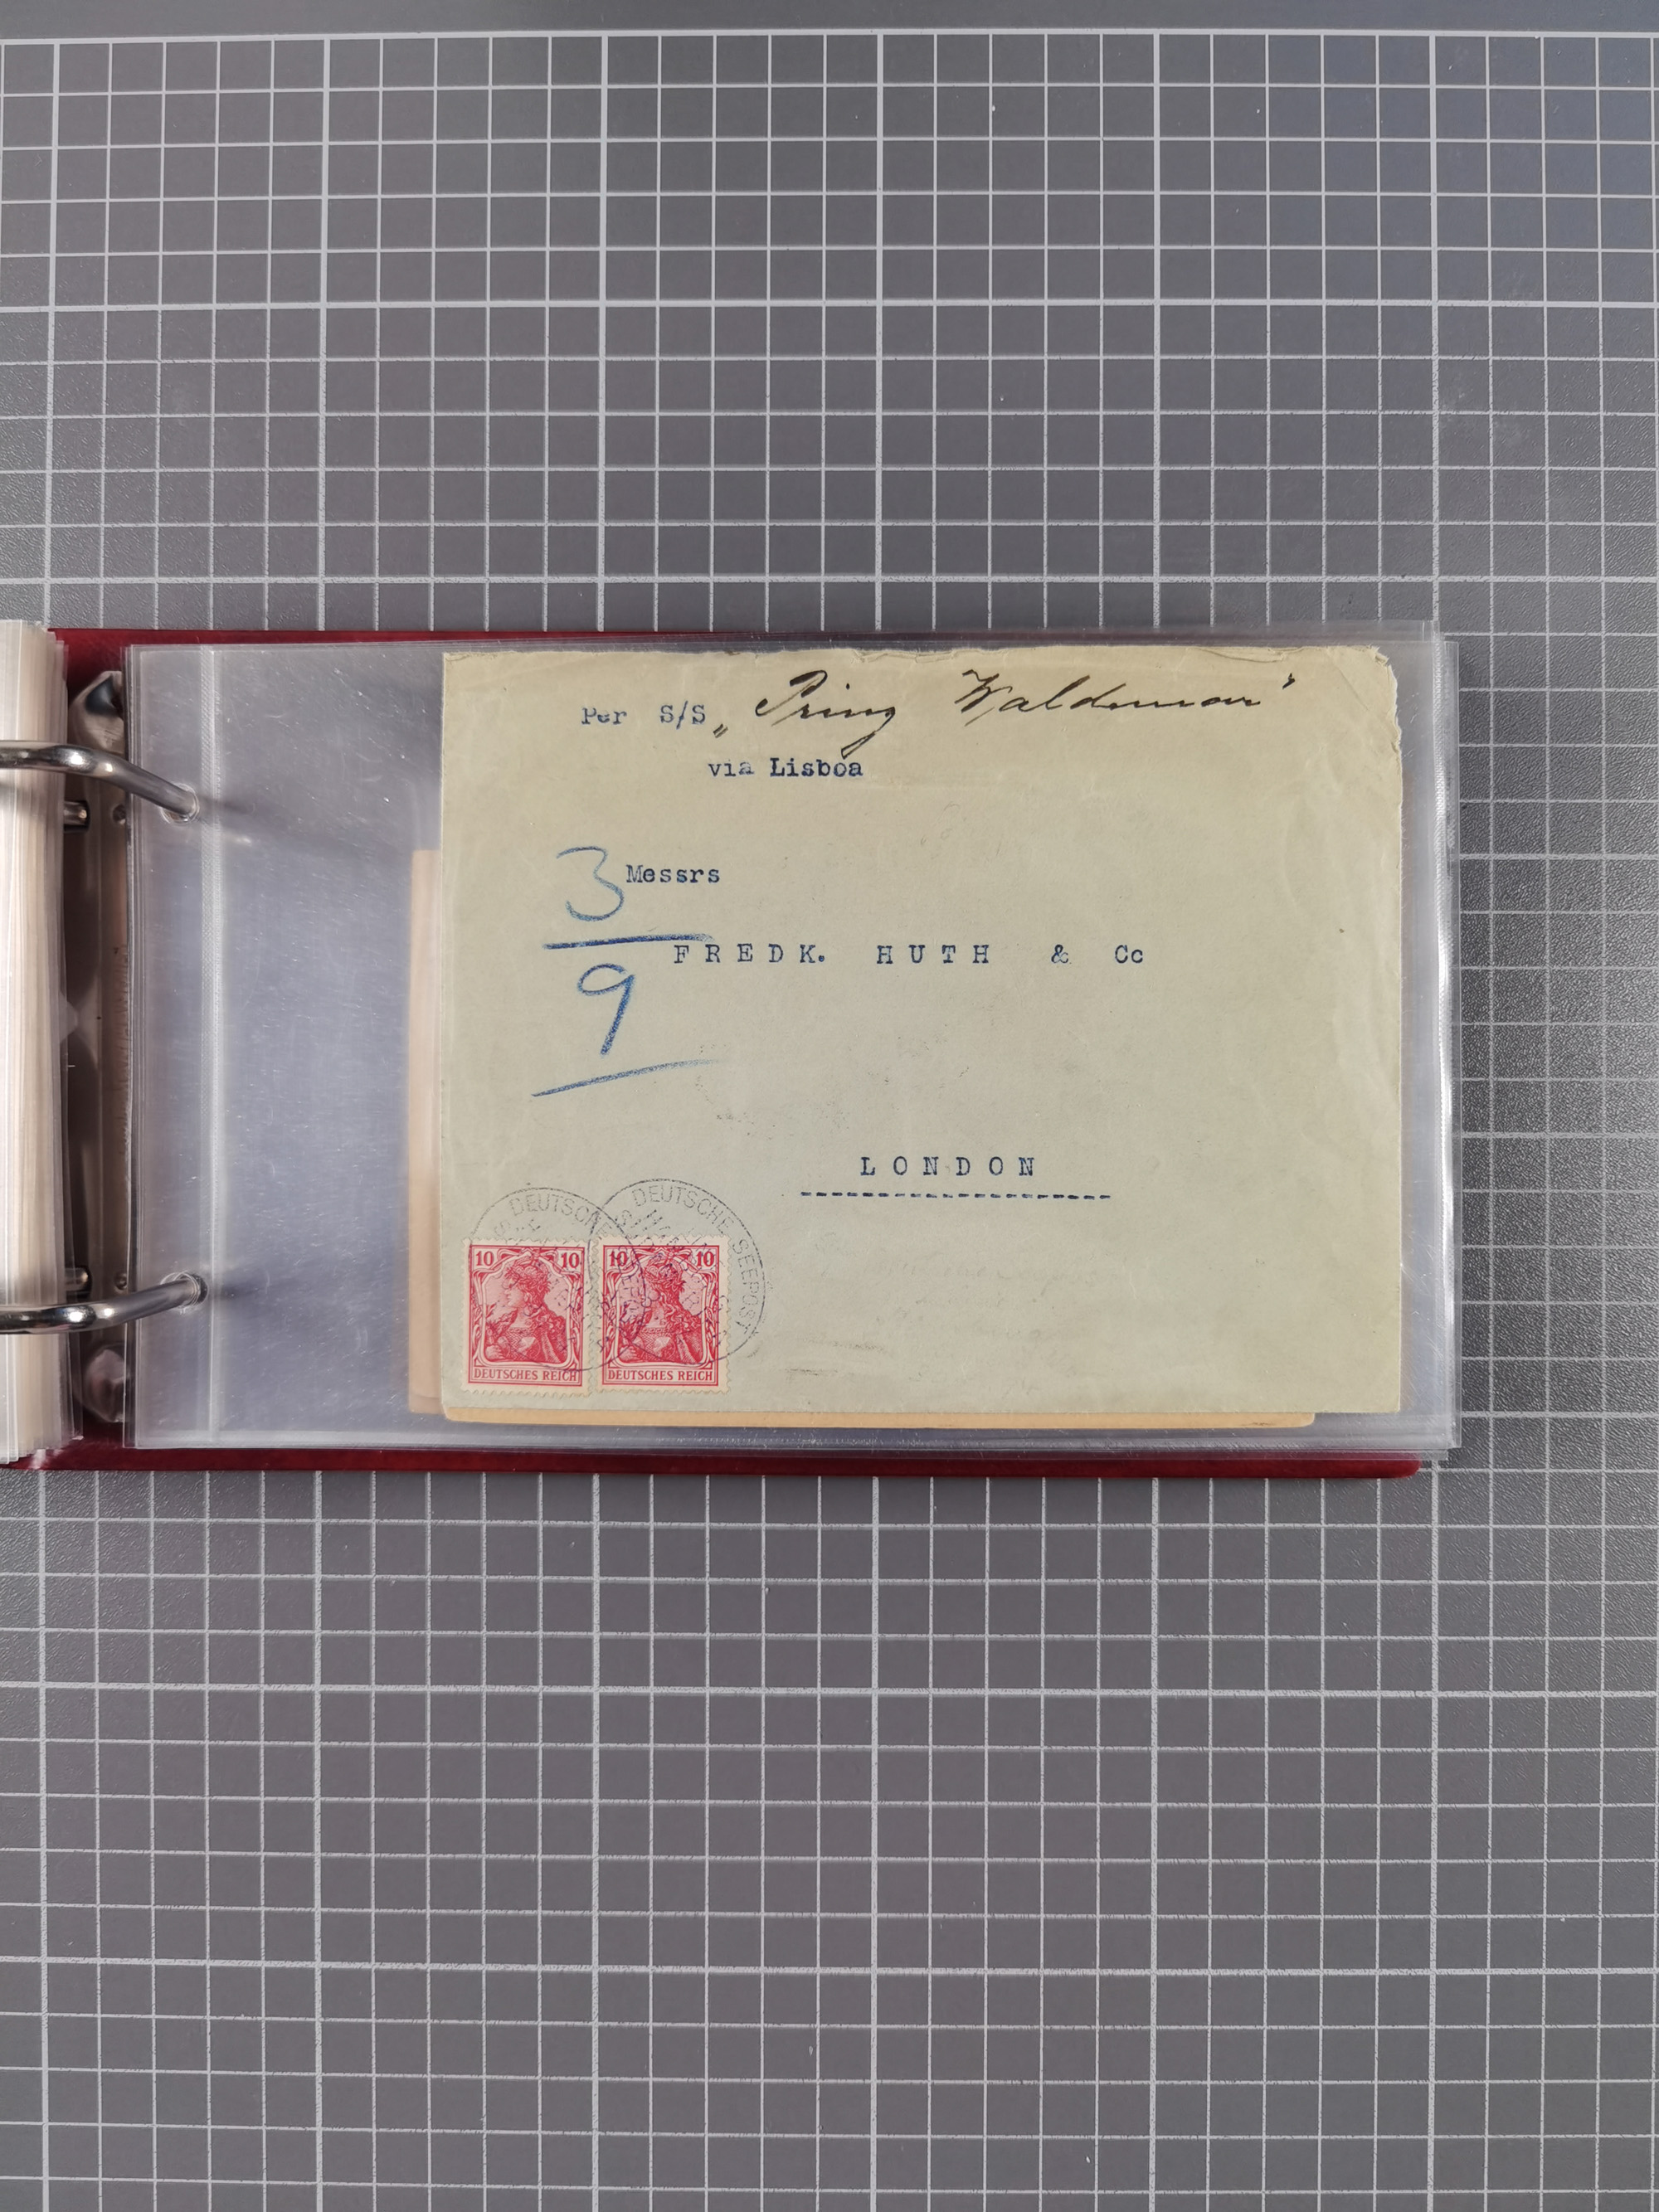 Per S/S „Prinz Waldemar"
via Lisboa
3
Messrs
FREDK. HUTH & Co
9
LONDON
DEUTSCHE
DEUTSCHE SEEPOST
10 10
10 10
DEUTSCHES REICH
DEUTSCHES REICH